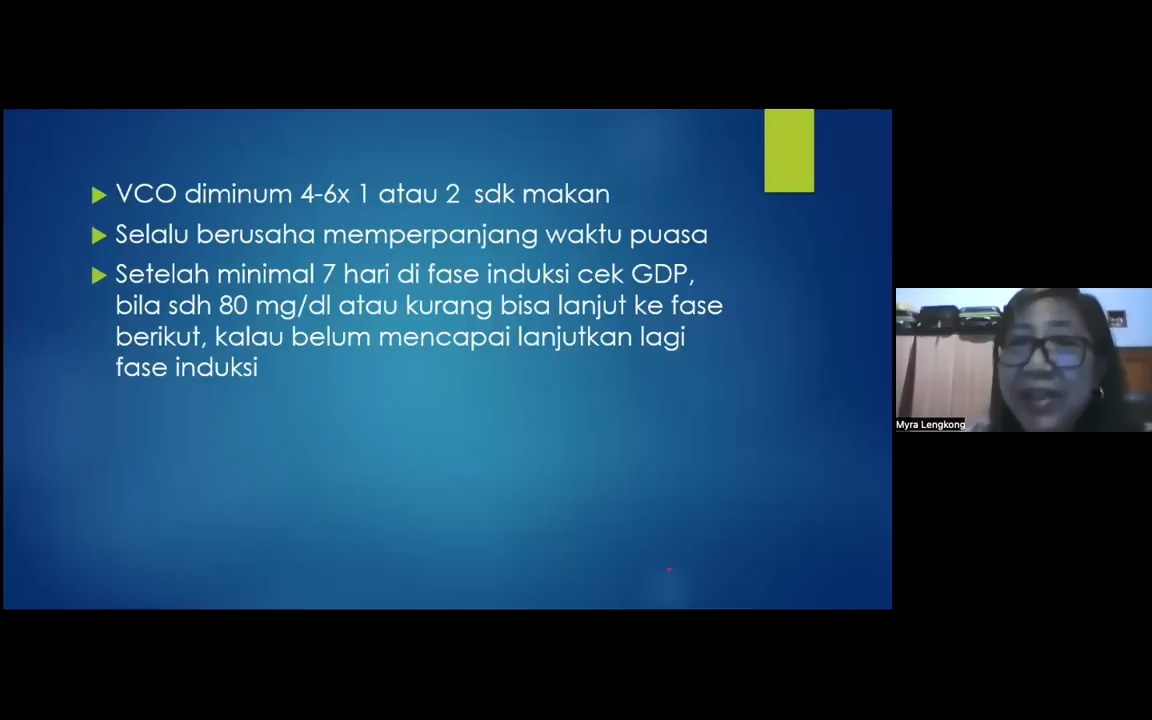 VCO diminum 4-6x 1 atau 2 sdk makan
Selalu berusaha memperpanjang waktu puasa
Setelah minimal 7 hari di fase induksi cek GDP,
bila sdh 80 mg/dl atau kurang bisa lanjut ke fase
berikut, kalau belum mencapai lanjutkan lagi
fase induksi
Myra Lengkong